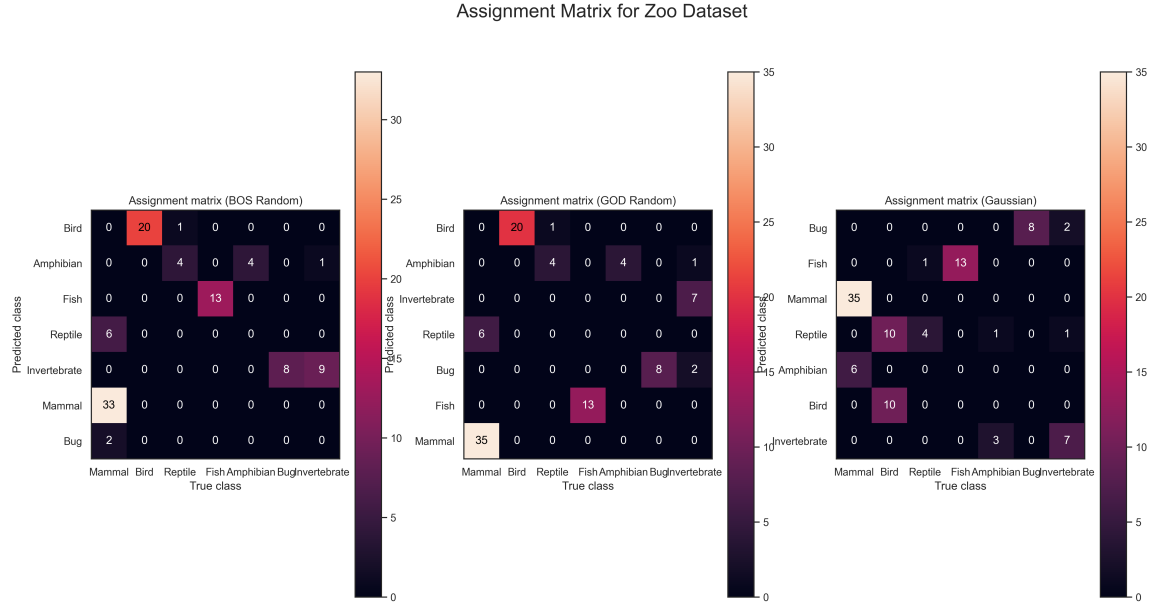 Assignment Matrix for Zoo Dataset
Assignment matrix (BOS Random)
Predicted class
Bird 0 20 1 0 0 0 0
Amphibian 0 0 4 0 4 0 1
Fish 0 0 0 13 0 0 0
Reptile 6 0 0 0 0 0 0
Invertebrate 0 0 0 0 0 8 9
Mammal 33 0 0 0 0 0 0
Bug 2 0 0 0 0 0 0
Mammal Bird Reptile Fish Amphibian Bug Invertebrate
True class
30
25
20
15
10
5
0
Assignment matrix (GOD Random)
Predicted class
Bird 0 20 1 0 0 0 0
Amphibian 0 0 4 0 4 0 1
Invertebrate 0 0 0 0 0 0 7
Reptile 6 0 0 0 0 0 0
Bug 0 0 0 0 0 8 2
Fish 0 0 0 13 0 0 0
Mammal 35 0 0 0 0 0 0
Mammal Bird Reptile Fish Amphibian Bug Invertebrate
True class
35
30
25
20
15
10
5
0
Assignment matrix (Gaussian)
Predicted class
Bug 0 0 0 0 0 8 2
Fish 0 0 1 13 0 0 0
Mammal 35 0 0 0 0 0 0
Reptile 0 10 4 0 1 0 1
Amphibian 6 0 0 0 0 0 0
Bird 0 10 0 0 0 0 0
Invertebrate 0 0 0 0 3 0 7
Mammal Bird Reptile Fish Amphibian Bug Invertebrate
True class
35
30
25
20
15
10
5
0